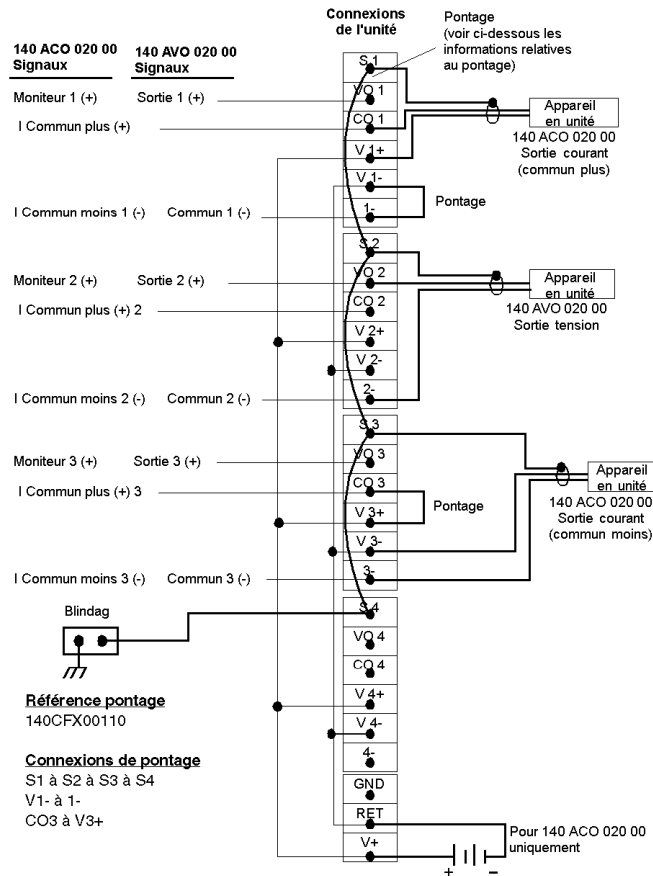 Connexions
de l'unité
Pontage
(voir ci-dessous les
informations relatives
au pontage)
140 ACO 020 00
Signaux
140 AVO 020 00
Signaux
S 1
Moniteur 1 (+)
Sortie 1 (+)
VO 1
I Commun plus (+)
CO 1
Appareil
en unité
140 ACO 020 00
Sortie courant
(commun plus)
V 1+
V 1-
Pontage
I Commun moins 1 (-)
Commun 1 (-)
1-
S 2
Moniteur 2 (+)
Sortie 2 (+)
VO 2
Appareil
en unité
140 AVO 020 00
Sortie tension
I Commun plus (+) 2
CO 2
V 2+
V 2-
I Commun moins 2 (-)
Commun 2 (-)
2-
S 3
Moniteur 3 (+)
Sortie 3 (+)
VO 3
Appareil
en unité
140 ACO 020 00
Sortie courant
(commun moins)
I Commun plus (+) 3
CO 3
Pontage
V 3+
V 3-
I Commun moins 3 (-)
Commun 3 (-)
3-
Blindag
S 4
VO 4
CO 4
V 4+
V 4-
4-
GND
RET
V+
Référence pontage
140CFX00110
Connexions de pontage
S1 à S2 à S3 à S4
V1- à 1-
CO3 à V3+
Pour 140 ACO 020 00
uniquement
+ -